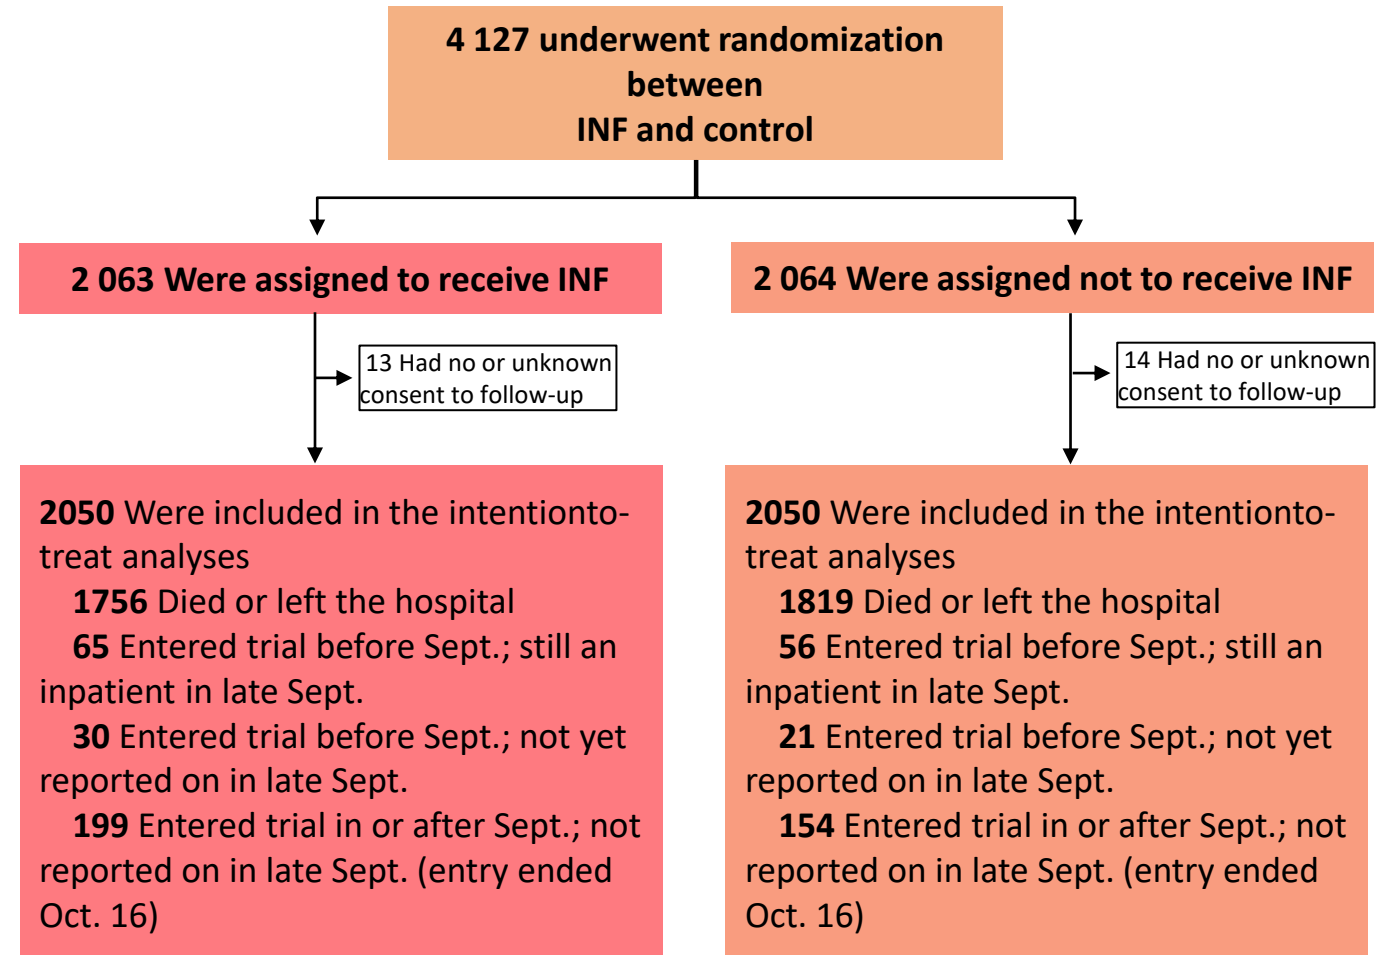 4 127 underwent randomization
between
INF and control
2 063 Were assigned to receive INF
2 064 Were assigned not to receive INF
13 Had no or unknown
consent to follow-up
14 Had no or unknown
consent to follow-up
2050 Were included in the intentionto-
treat analyses
1756 Died or left the hospital
65 Entered trial before Sept.; still an
inpatient in late Sept.
30 Entered trial before Sept.; not yet
reported on in late Sept.
199 Entered trial in or after Sept.; not
reported on in late Sept. (entry ended
Oct. 16)
2050 Were included in the intentionto-
treat analyses
1819 Died or left the hospital
56 Entered trial before Sept.; still an
inpatient in late Sept.
21 Entered trial before Sept.; not yet
reported on in late Sept.
154 Entered trial in or after Sept.; not
reported on in late Sept. (entry ended
Oct. 16)